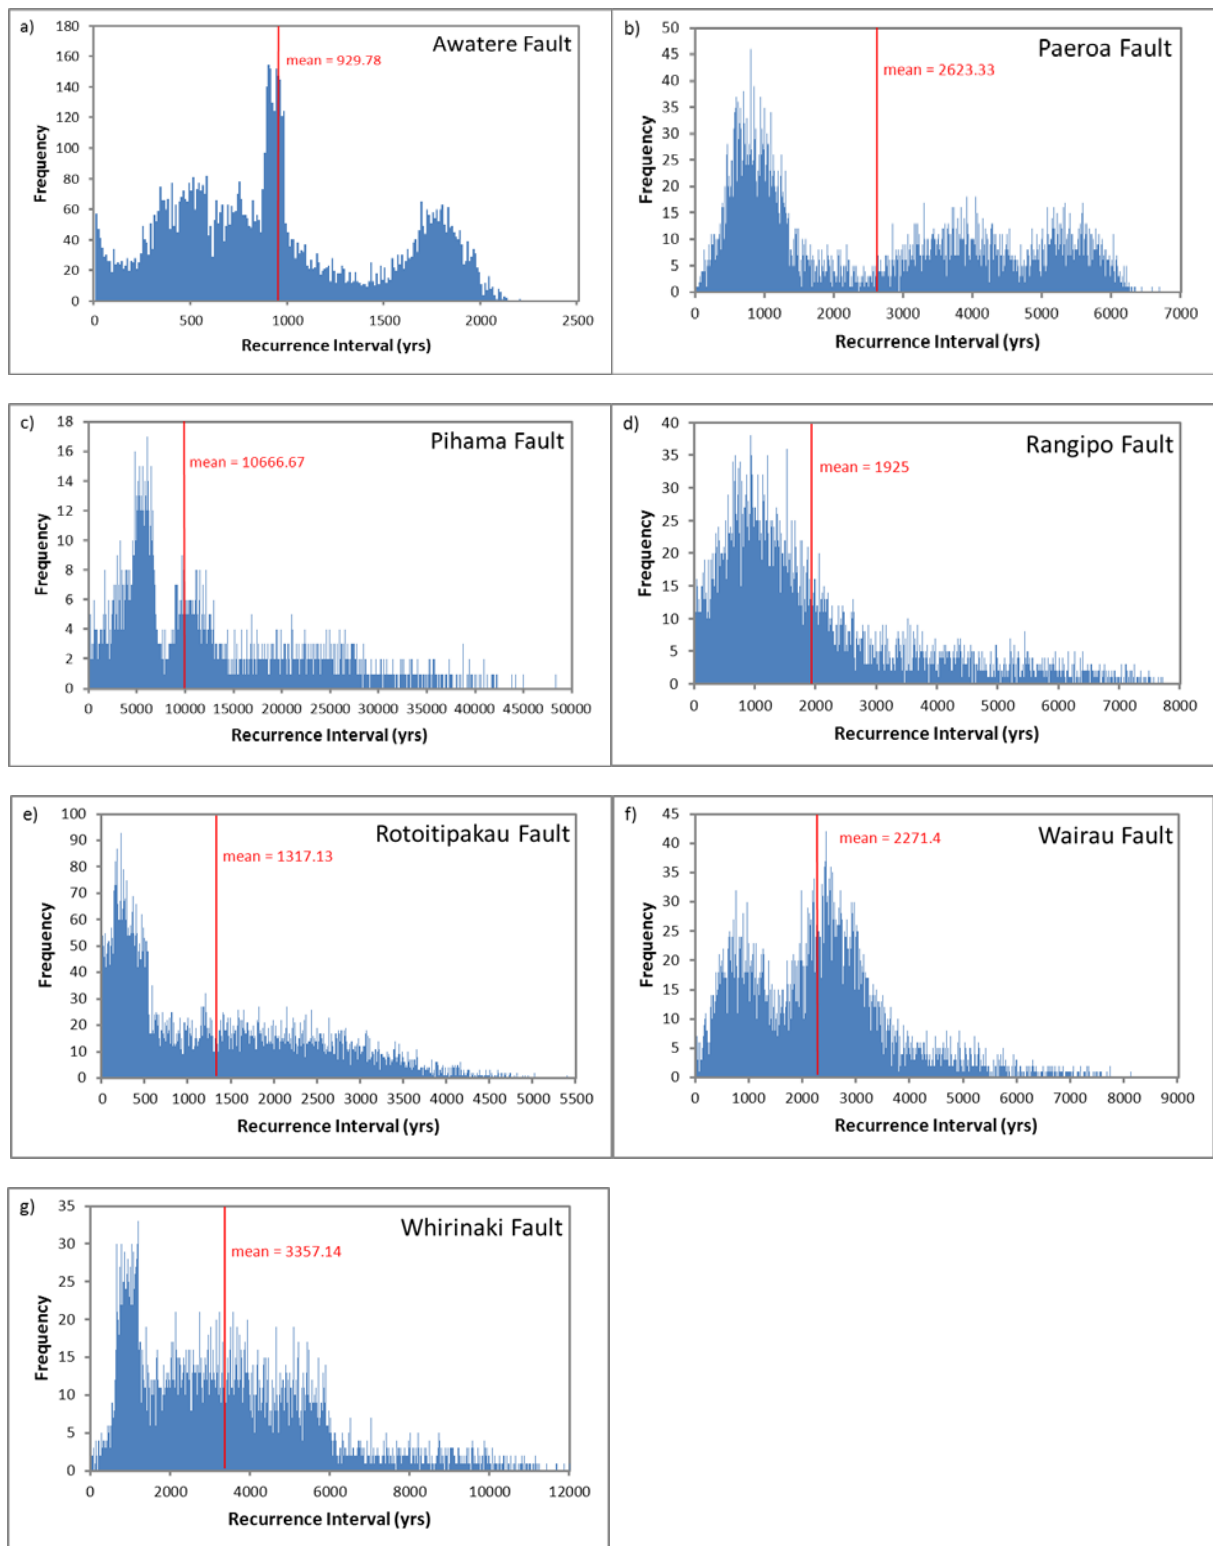 a)
Awatere Fault
mean = 929.78
Frequency
180
160
140
120
100
80
60
40
20
0
0 500 1000 1500 2000 2500
Recurrence Interval (yrs)
b)
Paeroa Fault
mean = 2623.33
Frequency
50
45
40
35
30
25
20
15
10
5
0
0 1000 2000 3000 4000 5000 6000 7000
Recurrence Interval (yrs)
c)
Pihama Fault
mean = 10666.67
Frequency
18
16
14
12
10
8
6
4
2
0
0 5000 10000 15000 20000 25000 30000 35000 40000 45000 50000
Recurrence Interval (yrs)
d)
Rangipo Fault
mean = 1925
Frequency
40
35
30
25
20
15
10
5
0
0 1000 2000 3000 4000 5000 6000 7000 8000
Recurrence Interval (yrs)
e)
Rotoitipakau Fault
mean = 1317.13
Frequency
100
90
80
70
60
50
40
30
20
10
0
0 500 1000 1500 2000 2500 3000 3500 4000 4500 5000 5500
Recurrence Interval (yrs)
f)
Wairau Fault
mean = 2271.4
Frequency
45
40
35
30
25
20
15
10
5
0
0 1000 2000 3000 4000 5000 6000 7000 8000 9000
Recurrence Interval (yrs)
g)
Whirinaki Fault
mean = 3357.14
Frequency
35
30
25
20
15
10
5
0
0 2000 4000 6000 8000 10000 12000
Recurrence Interval (yrs)